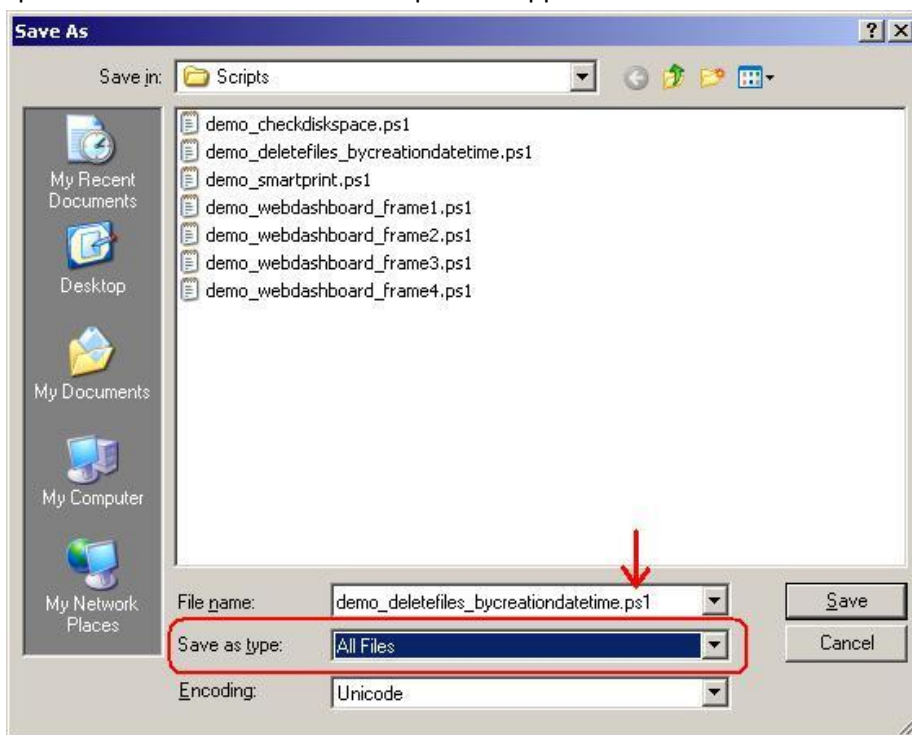 Save As
Save in:
Scripts
demo_checkdiskspace.ps1
demo_deletefiles_bycreationdatetime.ps1
demo_smartprint.ps1
demo_webdashboard_frame1.ps1
demo_webdashboard_frame2.ps1
demo_webdashboard_frame3.ps1
demo_webdashboard_frame4.ps1
My Recent
Documents
Desktop
My Documents
My Computer
My Network
Places
File name:
demo_deletefiles_bycreationdatetime.ps1
Save
Save as type:
All Files
Cancel
Encoding:
Unicode